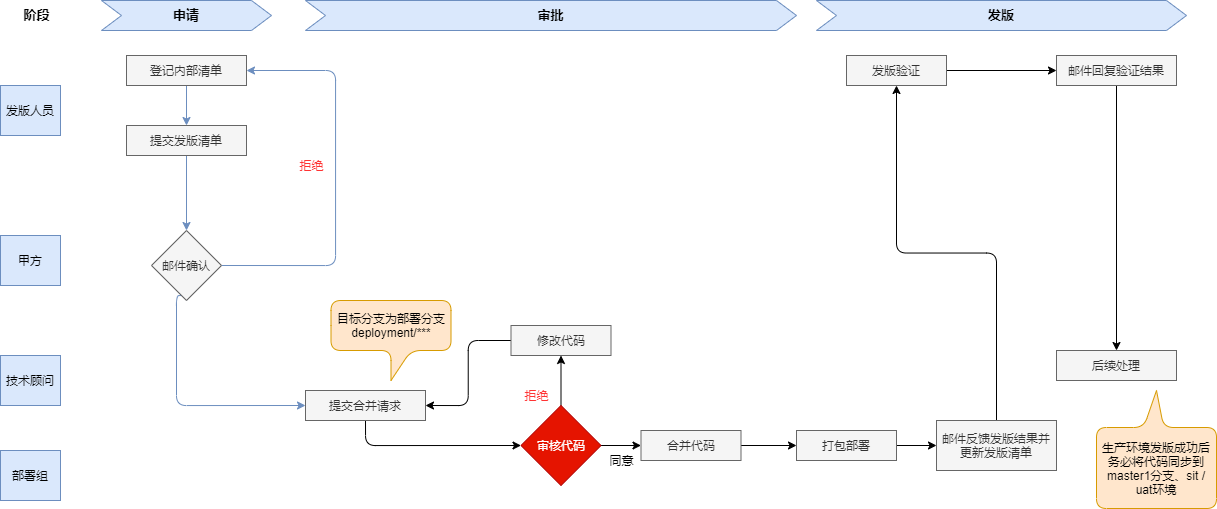 阶段
申请
审批
发版
发版人员
登记内部清单
提交发版清单
拒绝
发版验证
邮件回复验证结果
甲方
邮件确认
目标分支为部署分支
deployment/***
修改代码
技术顾问
提交合并请求
拒绝
后续处理
部署组
审核代码
同意
合并代码
打包部署
邮件反馈发版结果并
更新发版清单
生产环境发版成功后
务必将代码同步到
master1分支、sit /
uat环境